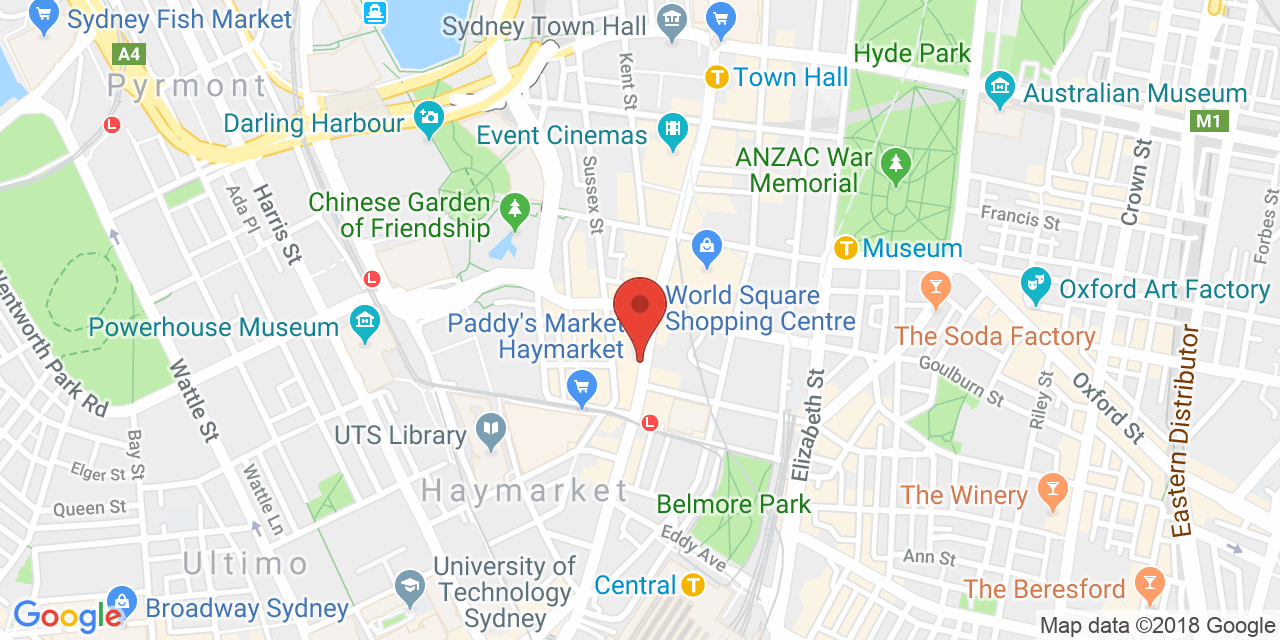 Sydney Fish Market
A4
Pyrmont
Sydney Town Hall
Kent St
Town Hall
Hyde Park
Australian Museum
M1
Darling Harbour
Event Cinemas
ANZAC War
Memorial
Crown St
Forbes St
L
Harris St
Ada Pl
Sussex St
Chinese Garden
of Friendship
Francis St
T
Museum
T
L
World Square
Shopping Centre
Oxford Art Factory
Powerhouse Museum
Paddy's Market
Haymarket
The Soda Factory
Wentworth Park Rd
Wattle St
Goulburn St
Riley St
Oxford St
Eastern Distributor
Elizabeth St
UTS Library
L
Bay St
Elger St
Queen St
Wattle Ln
Haymarket
Belmore Park
The Winery
Eddy Ave
Ann St
Ultimo
University of
Technology
Sydney
Central
T
The Beresford
Google
Broadway Sydney
Map data ©2018 Google